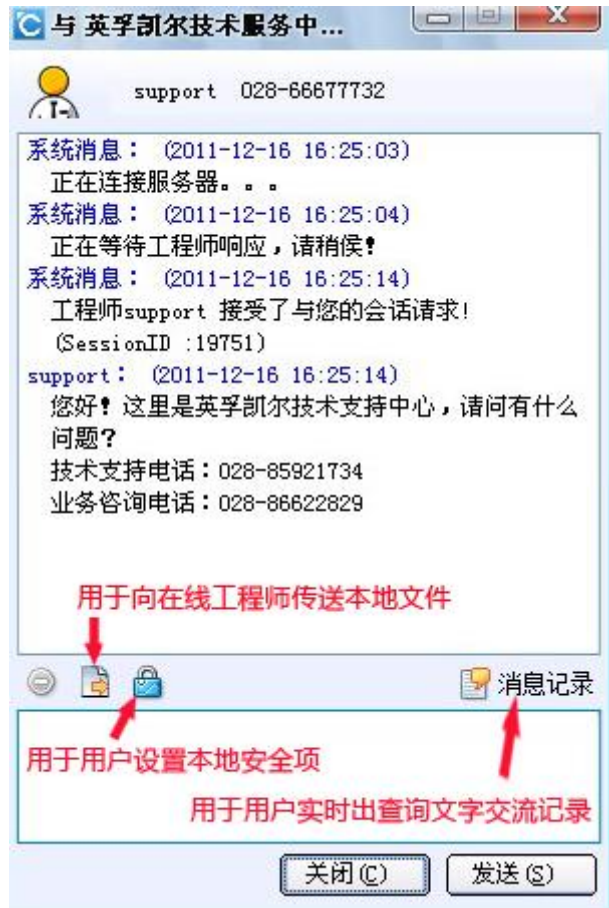 与 英孚凯尔技术服务中...
support 028-66677732
系统消息： (2011-12-16 16:25:03)
正在连接服务器。。。
系统消息： (2011-12-16 16:25:04)
正在等待工程师响应，请稍侯！
系统消息： (2011-12-16 16:25:14)
工程师support 接受了与您的会话请求!
(SessionID :19751)
support： (2011-12-16 16:25:14)
您好！这里是英孚凯尔技术支持中心，请问有什么
问题？
技术支持电话：028-85921734
业务咨询电话：028-86622829
用于向在线工程师传送本地文件
消息记录
用于用户设置本地安全项
用于用户实时出查询文字交流记录
关闭(C)
发送(S)